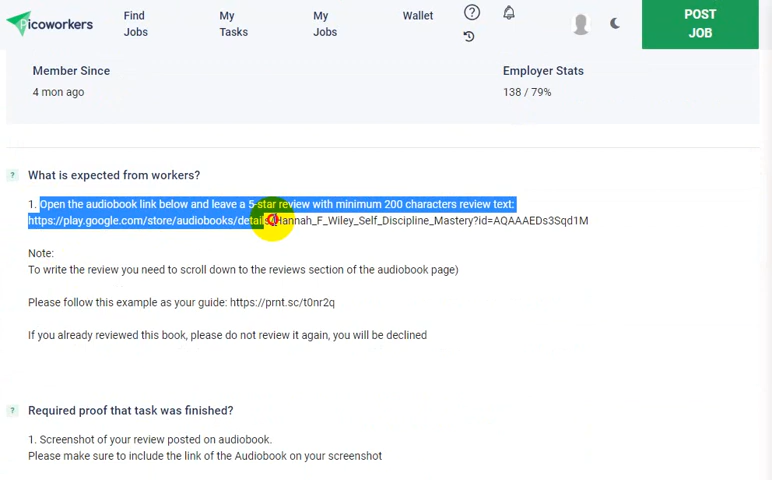 Picoworkers
Find Jobs
My Tasks
My Jobs
Wallet
POST JOB
Member Since
Employer Stats
4 mon ago
138 / 79%
? What is expected from workers?
1. Open the audiobook link below and leave a 5-star review with minimum 200 characters review text:
https://play.google.com/store/audiobooks/details/Hannah_F_Wiley_Self_Discipline_Mastery?id=AQAAAEDs3Sqd1M
Note:
To write the review you need to scroll down to the reviews section of the audiobook page)
Please follow this example as your guide: https://prnt.sc/t0nr2q
If you already reviewed this book, please do not review it again, you will be declined
? Required proof that task was finished?
1. Screenshot of your review posted on audiobook.
Please make sure to include the link of the Audiobook on your screenshot